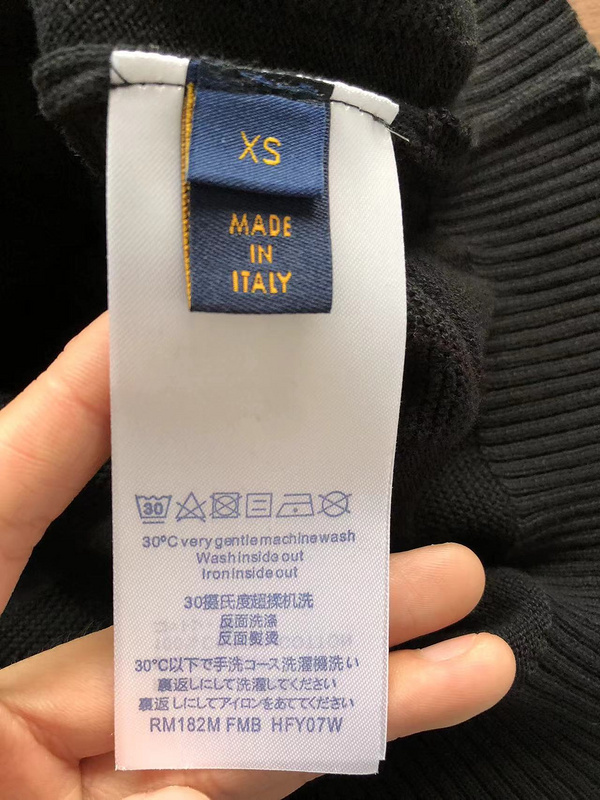 XS
MADE
IN
ITALY
30
30°C very gentle machine wash
Wash inside out
Iron inside out
30摄氏度超揉机洗
反面洗涤
反面熨烫
30℃以下で手洗コース洗濯機洗い
裏返しにして洗濯してください
裏返しにしてアイロンをあててください
RM182M FMB HFY07W